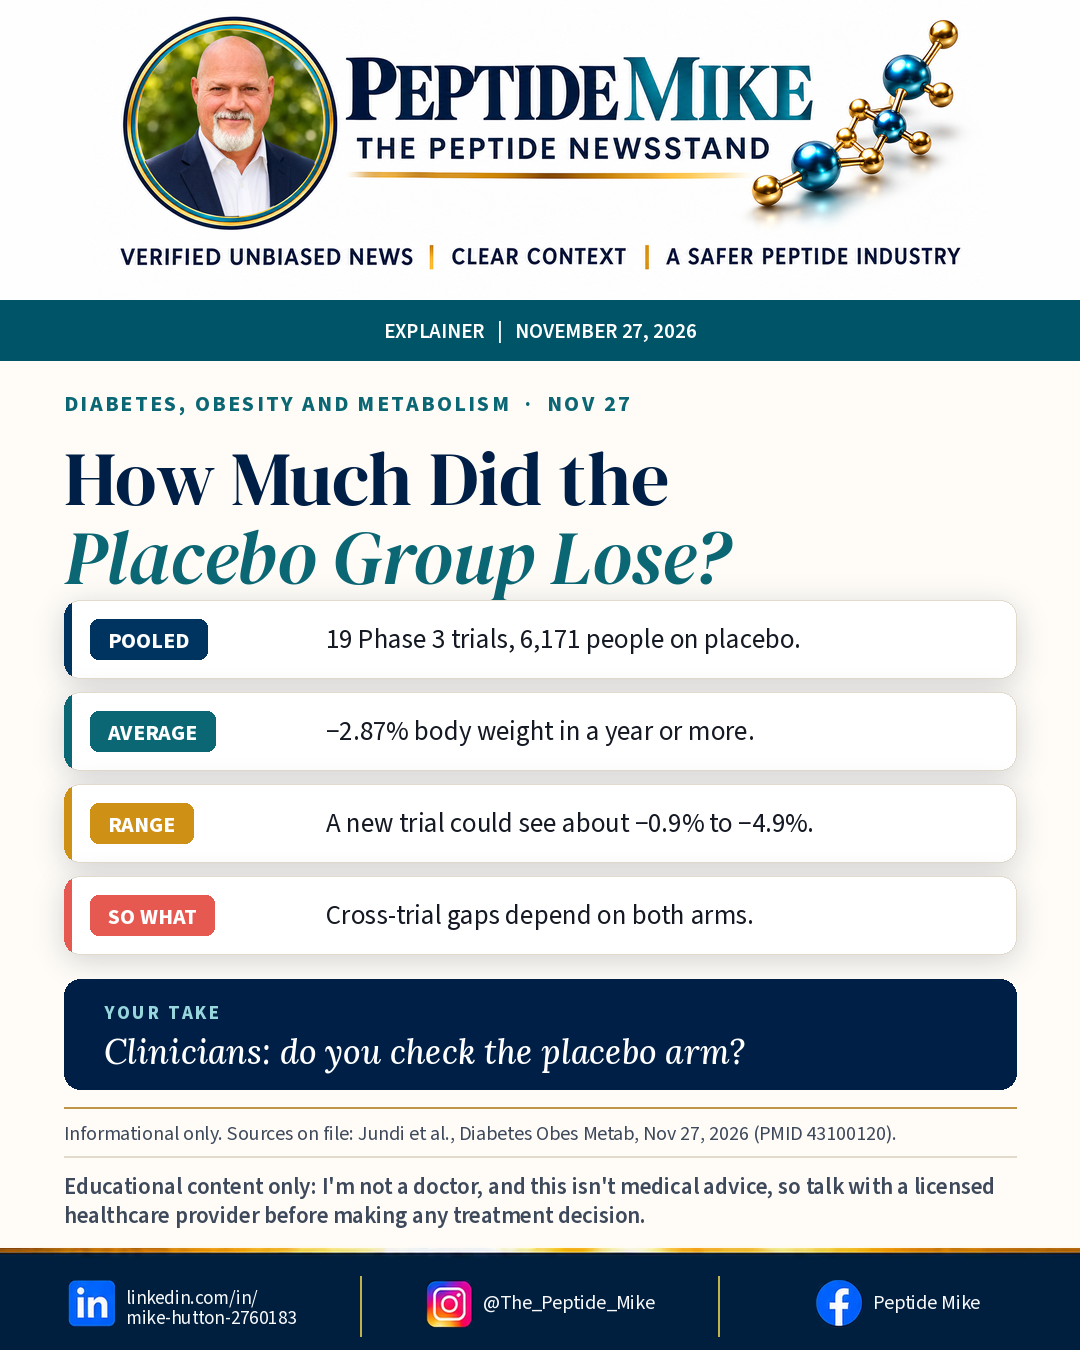 PEPTIDEMIKE
THE PEPTIDE NEWSSTAND
VERIFIED UNBIASED NEWS | CLEAR CONTEXT | A SAFER PEPTIDE INDUSTRY
EXPLAINER | NOVEMBER 27, 2026
DIABETES, OBESITY AND METABOLISM · NOV 27
How Much Did the
Placebo Group Lose?
POOLED 19 Phase 3 trials, 6,171 people on placebo.
AVERAGE −2.87% body weight in a year or more.
RANGE A new trial could see about −0.9% to −4.9%.
SO WHAT Cross-trial gaps depend on both arms.
YOUR TAKE
Clinicians: do you check the placebo arm?
Informational only. Sources on file: Jundi et al., Diabetes Obes Metab, Nov 27, 2026 (PMID 43100120).
Educational content only: I'm not a doctor, and this isn't medical advice, so talk with a licensed
healthcare provider before making any treatment decision.
in linkedin.com/in/
mike-hutton-2760183
@The_Peptide_Mike
Peptide Mike